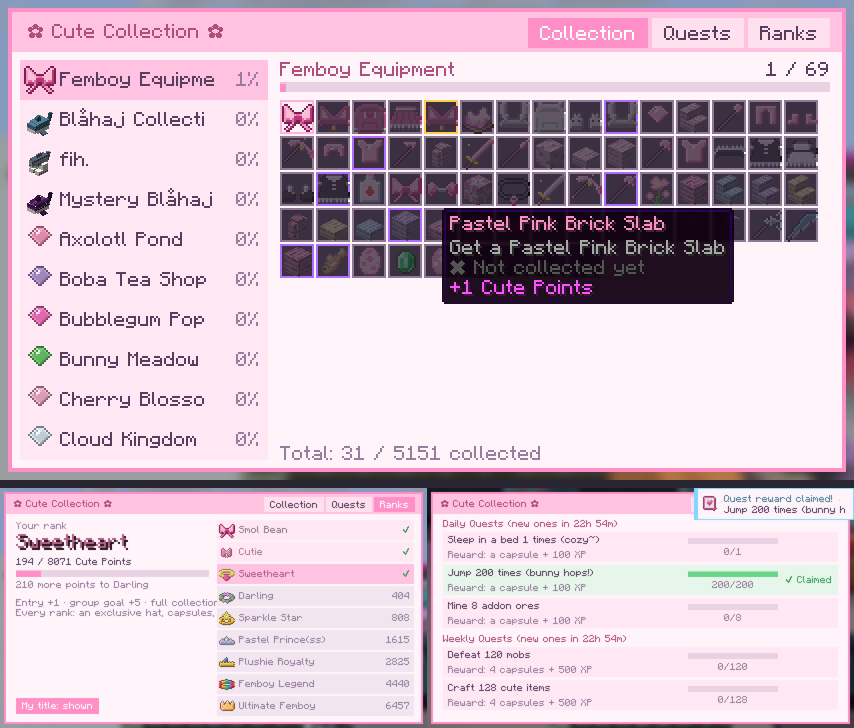 ✿ Cute Collection ✿
Collection
Quests
Ranks
Femboy Equipme 1%
Blåhaj Collecti 0%
fih. 0%
Mystery Blåhaj 0%
Axolotl Pond 0%
Boba Tea Shop 0%
Bubblegum Pop 0%
Bunny Meadow 0%
Cherry Blosso 0%
Cloud Kingdom 0%
Femboy Equipment 1 / 69
Pastel Pink Brick Slab
Get a Pastel Pink Brick Slab
✖ Not collected yet
+1 Cute Points
Total: 31 / 5151 collected
✿ Cute Collection ✿
Collection
Quests
Ranks
Your rank
Sweetheart
194 / 8071 Cute Points
210 more points to Darling
Entry +1 · group goal +5 · full collection
Every rank: an exclusive hat, capsules,
My title: shown
Smol Bean ✓
Cutie ✓
Sweetheart ✓
Darling 404
Sparkle Star 808
Pastel Prince(ss) 1615
Plushie Royalty 2825
Femboy Legend 4440
Ultimate Femboy 6457
✿ Cute Collection ✿
Quest reward claimed!
Jump 200 times (bunny h
Daily Quests (new ones in 22h 54m)
Sleep in a bed 1 times (cozy~)
Reward: a capsule + 100 XP
0/1
Jump 200 times (bunny hops!)
Reward: a capsule + 100 XP
200/200
✓ Claimed
Mine 8 addon ores
Reward: a capsule + 100 XP
0/8
Weekly Quests (new ones in 22h 54m)
Defeat 120 mobs
Reward: 4 capsules + 500 XP
0/120
Craft 128 cute items
Reward: 4 capsules + 500 XP
0/128